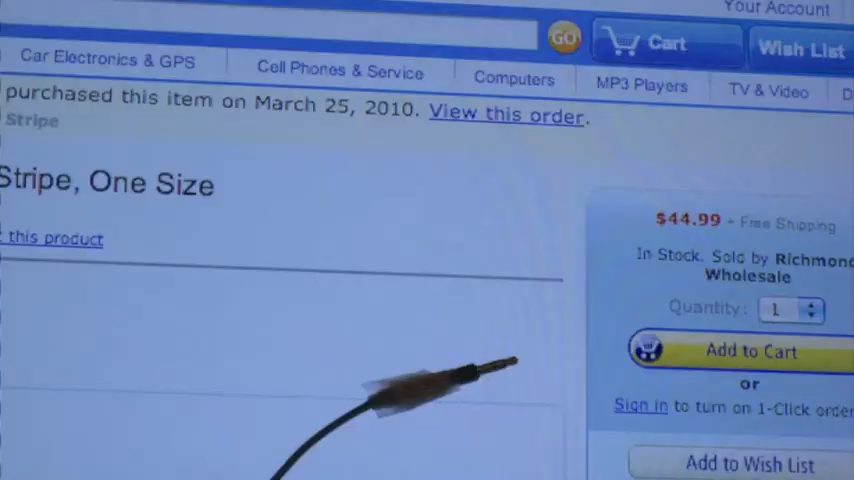 Your Account
GO
Cart
Wish List
Car Electronics & GPS
Cell Phones & Service
Computers
MP3 Players
TV & Video
purchased this item on March 25, 2010. View this order.
Stripe
Stripe, One Size
this product
$44.99 + Free Shipping
In Stock. Sold by Richmond
Wholesale
Quantity: 1
Add to Cart
or
Sign in to turn on 1-Click order
Add to Wish List